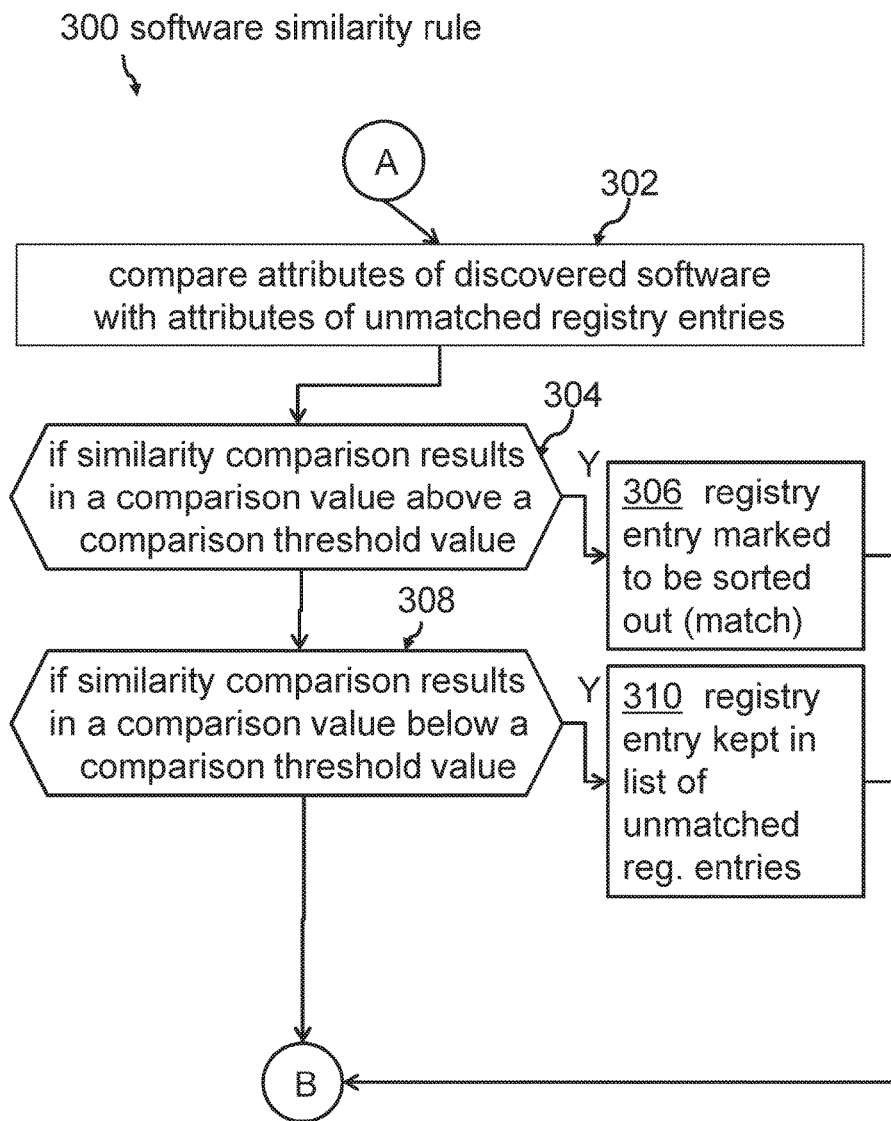 300 software similarity rule
A
302
compare attributes of discovered software
with attributes of unmatched registry entries
304
if similarity comparison results
in a comparison value above a
comparison threshold value
Y
306 registry
entry marked
to be sorted
out (match)
308
if similarity comparison results
in a comparison value below a
comparison threshold value
Y
310 registry
entry kept in
list of
unmatched
reg. entries
B